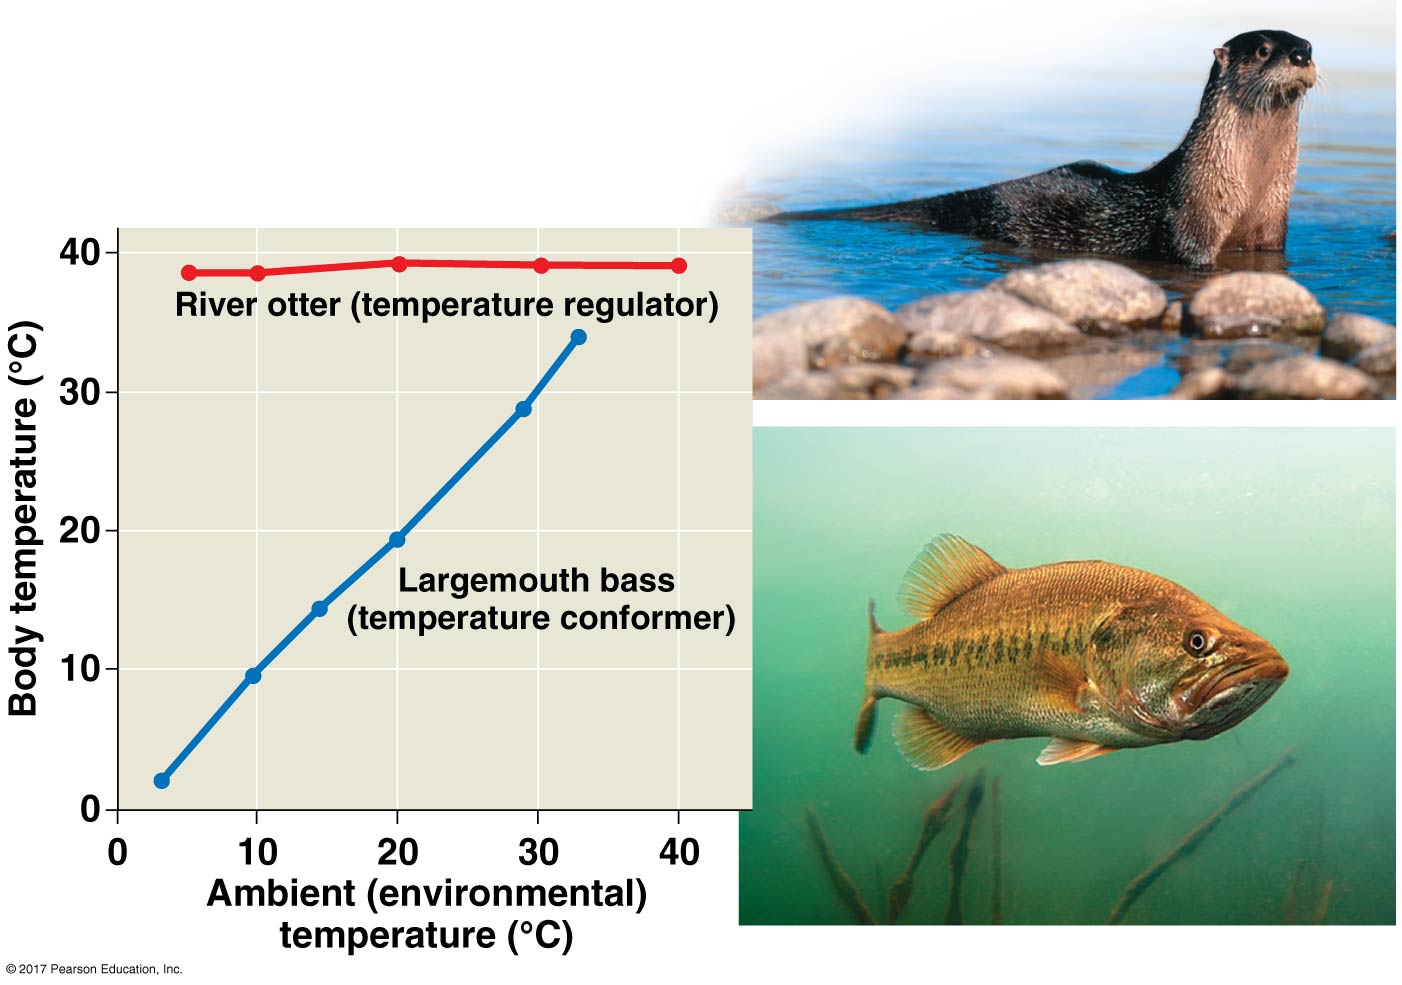 40
River otter (temperature regulator)
30
20
Largemouth bass
(temperature conformer)
10
0
Body temperature (°C)
0 10 20 30 40
Ambient (environmental)
temperature (°C)
© 2017 Pearson Education, Inc.